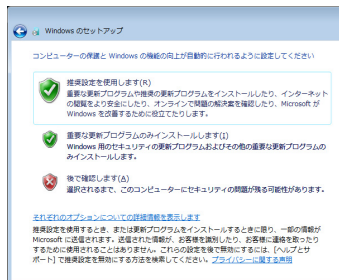 Windows のセットアップ
コンピューターの保護と Windows の機能の向上が自動的に行われるように設定してください
推奨設定を使用します(R)
重要な更新プログラムや推奨の更新プログラムをインストールしたり、インターネット
の閲覧をより安全にしたり、オンラインで問題の解決策を確認したり、Microsoft が
Windows を改善するために役立てます。
重要な更新プログラムのみインストールします(I)
Windows 用のセキュリティの更新プログラムおよびその他の重要な更新プログラムの
みインストールします。
後で確認します(A)
選択されるまで、このコンピューターにセキュリティの問題が残る可能性があります。
それぞれのオプションについての詳細情報を表示します
推奨設定を使用するとき、または更新プログラムをインストールするときに限り、一部の情報が
Microsoft に送信されます。送信された情報が、お客様を識別したり、お客様に連絡を取ったり
するために使用されることはありません。これらの設定を後で無効にするには、[ヘルプとサ
ポート] で推奨設定を無効にする方法を検索してください。プライバシーに関する声明